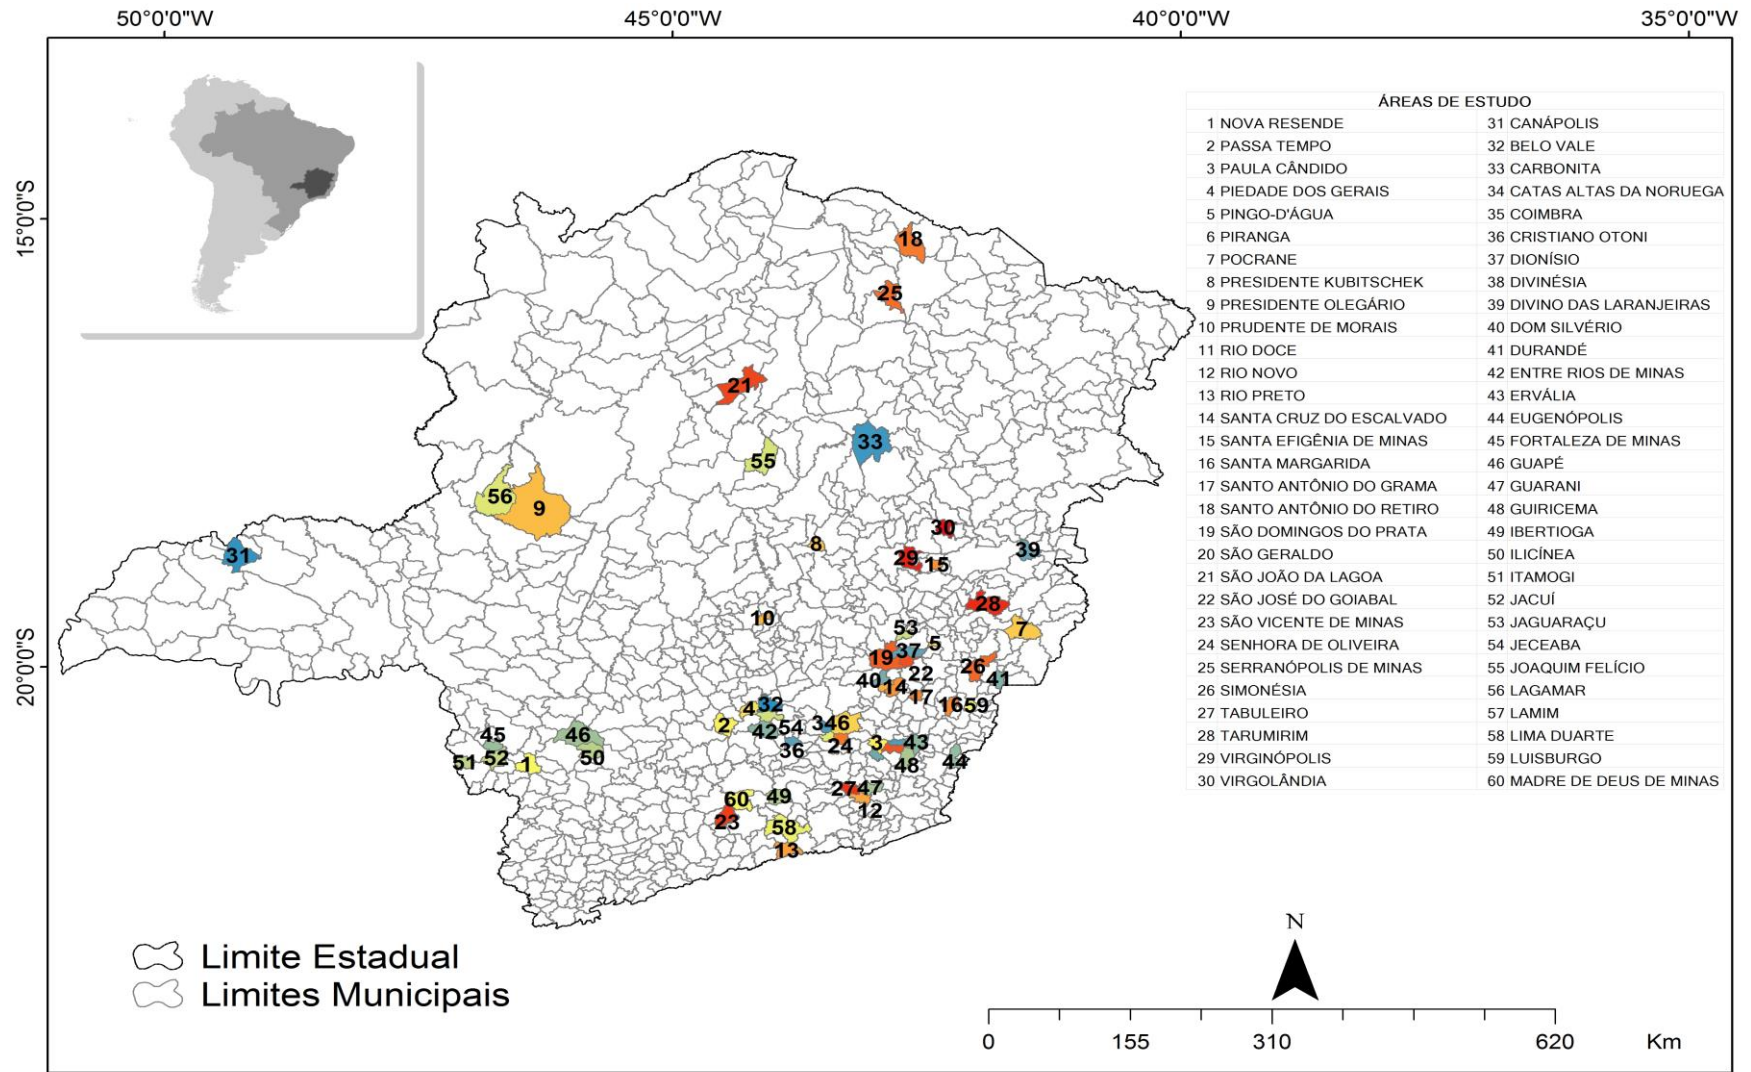 50°0'0"W 45°0'0"W 40°0'0"W 35°0'0"W
15°0'0"S
20°0'0"S
ÁREAS DE ESTUDO
1 NOVA RESENDE 31 CANÁPOLIS
2 PASSA TEMPO 32 BELO VALE
3 PAULA CÂNDIDO 33 CARBONITA
4 PIEDADE DOS GERAIS 34 CATAS ALTAS DA NORUEGA
5 PINGO-D'ÁGUA 35 COIMBRA
6 PIRANGA 36 CRISTIANO OTONI
7 POCRANE 37 DIONÍSIO
8 PRESIDENTE KUBITSCHEK 38 DIVINÉSIA
9 PRESIDENTE OLEGÁRIO 39 DIVINO DAS LARANJEIRAS
10 PRUDENTE DE MORAIS 40 DOM SILVÉRIO
11 RIO DOCE 41 DURANDÉ
12 RIO NOVO 42 ENTRE RIOS DE MINAS
13 RIO PRETO 43 ERVÁLIA
14 SANTA CRUZ DO ESCALVADO 44 EUGENÓPOLIS
15 SANTA EFIGÊNIA DE MINAS 45 FORTALEZA DE MINAS
16 SANTA MARGARIDA 46 GUAPÉ
17 SANTO ANTÔNIO DO GRAMA 47 GUARANI
18 SANTO ANTÔNIO DO RETIRO 48 GUIRICEMA
19 SÃO DOMINGOS DO PRATA 49 IBERTIOGA
20 SÃO GERALDO 50 ILICÍNEA
21 SÃO JOÃO DA LAGOA 51 ITAMOGI
22 SÃO JOSÉ DO GOIABAL 52 JACUÍ
23 SÃO VICENTE DE MINAS 53 JAGUARAÇU
24 SENHORA DE OLIVEIRA 54 JECEABA
25 SERRANÓPOLIS DE MINAS 55 JOAQUIM FELÍCIO
26 SIMONÉSIA 56 LAGAMAR
27 TABULEIRO 57 LAMIM
28 TARUMIRIM 58 LIMA DUARTE
29 VIRGINÓPOLIS 59 LUISBURGO
30 VIRGOLÂNDIA 60 MADRE DE DEUS DE MINAS
18
25
21
33
55
56
9
30
31
8
39
29
15
28
10
7
53
5
37
19
26
22
40
41
14
17
32
4
16 59
2
54
34 6
42
36
24
3
43
45
46
44
51
52
1
50
48
27 47
60
49
12
23
58
13
Limite Estadual
Limites Municipais
N
0 155 310 620 Km